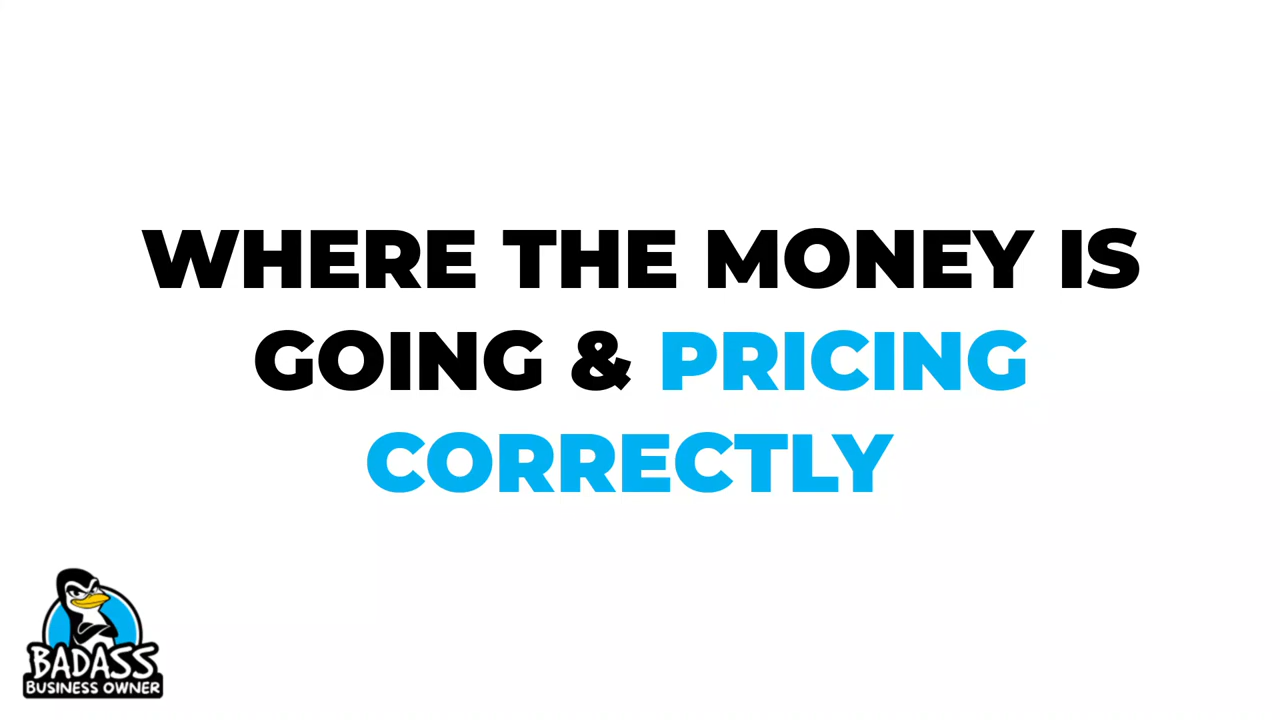 WHERE THE MONEY IS
GOING & PRICING
CORRECTLY
BADASS
BUSINESS OWNER